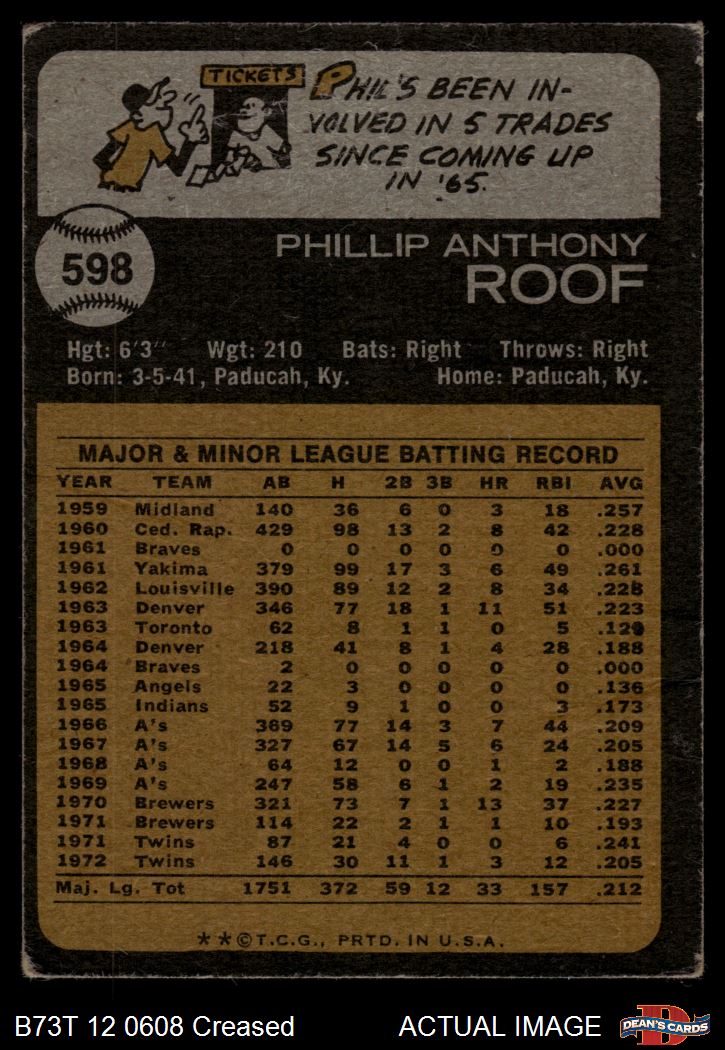 TICKETS
PHIL'S BEEN IN-
VOLVED IN 5 TRADES
SINCE COMING UP
IN '65.
598
PHILLIP ANTHONY
ROOF
Hgt: 6'3" Wgt: 210 Bats: Right Throws: Right
Born: 3-5-41, Paducah, Ky. Home: Paducah, Ky.
MAJOR & MINOR LEAGUE BATTING RECORD
YEAR TEAM AB H 2B 3B HR RBI AVG
1959 Midland 140 36 6 0 3 18 .257
1960 Ced. Rap. 429 98 13 2 8 42 .228
1961 Braves 0 0 0 0 0 0 .000
1961 Yakima 379 99 17 3 6 49 .261
1962 Louisville 390 89 12 2 8 34 .228
1963 Denver 346 77 18 1 11 51 .223
1963 Toronto 62 8 1 1 0 5 .129
1964 Denver 218 41 8 1 4 28 .188
1964 Braves 2 0 0 0 0 0 .000
1965 Angels 22 3 0 0 0 0 .136
1965 Indians 52 9 1 0 0 3 .173
1966 A's 369 77 14 3 7 44 .209
1967 A's 327 67 14 5 6 24 .205
1968 A's 64 12 0 0 1 2 .188
1969 A's 247 58 6 1 2 19 .235
1970 Brewers 321 73 7 1 13 37 .227
1971 Brewers 114 22 2 1 1 10 .193
1971 Twins 87 21 4 0 0 6 .241
1972 Twins 146 30 11 1 3 12 .205
Maj. Lg. Tot 1751 372 59 12 33 157 .212
**©T.C.G., PRTD. IN U.S.A.
B73T 12 0608 Creased ACTUAL IMAGE
D
DEAN'S CARDS